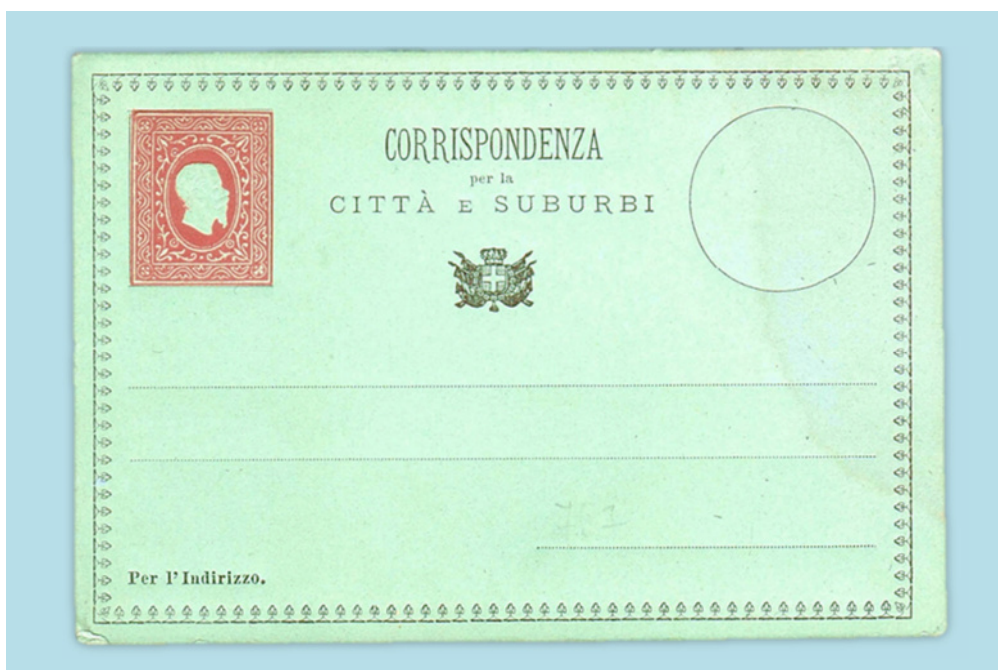 CORRISPONDENZA
per la
CITTÀ E SUBURBI
Per l'Indirizzo.